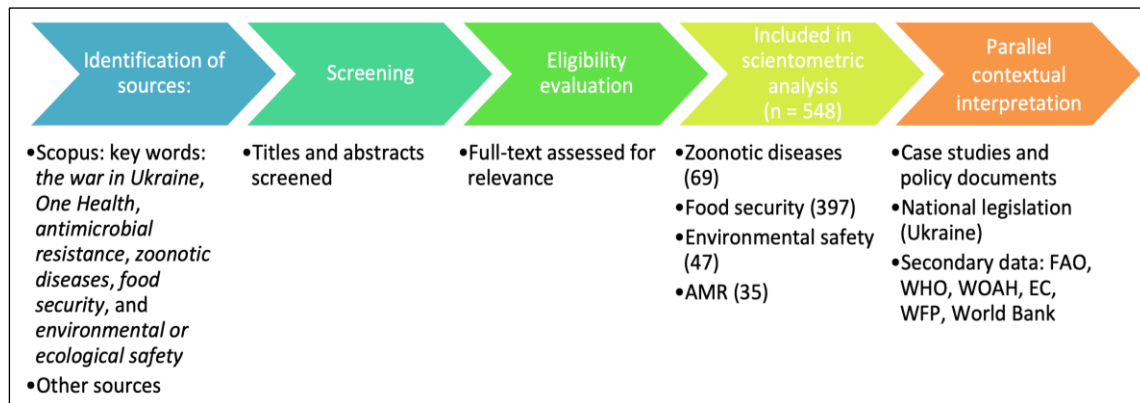 Identification of
sources:
Screening
Eligibility
evaluation
Included in
scientometric
analysis
(n = 548)
Parallel
contextual
interpretation
•Scopus: key words:
the war in Ukraine,
One Health,
antimicrobial
resistance, zoonotic
diseases, food
security, and
environmental or
ecological safety
•Other sources
•Titles and abstracts
screened
•Full-text assessed for
relevance
•Zoonotic diseases
(69)
•Food security (397)
•Environmental safety
(47)
•AMR (35)
•Case studies and
policy documents
•National legislation
(Ukraine)
•Secondary data: FAO,
WHO, WOAH, EC,
WFP, World Bank